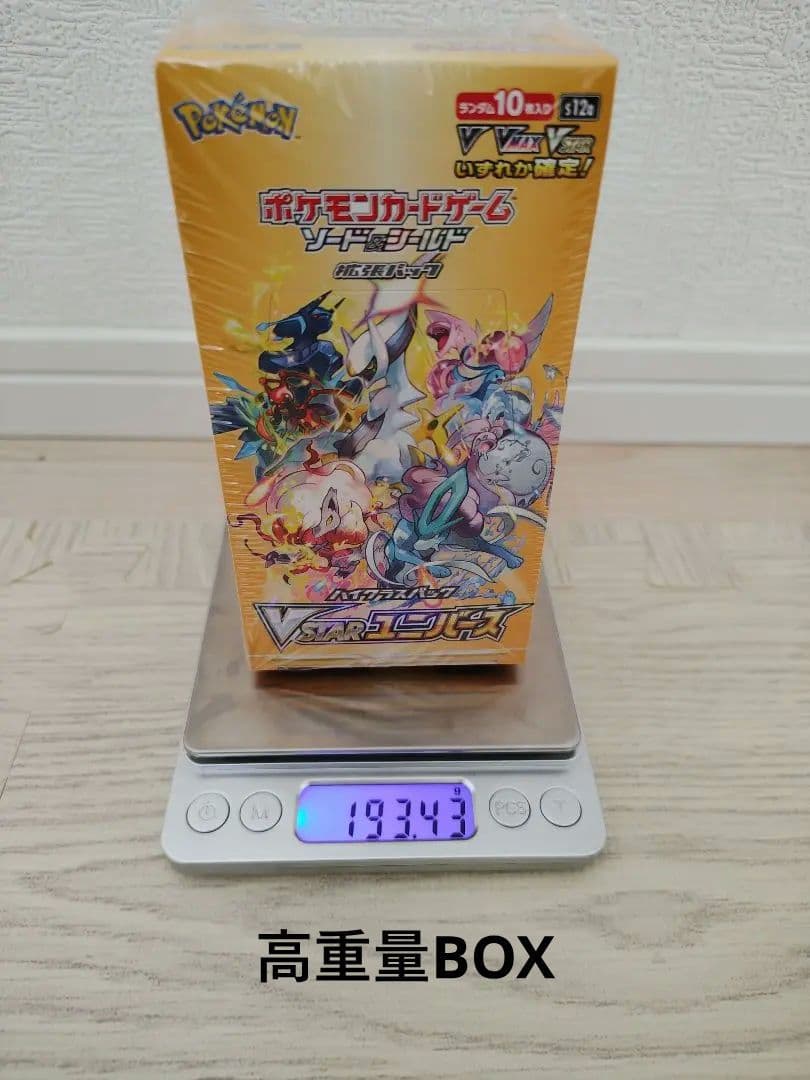 POKéMON
ランダム10枚入り S12a
V VMAX VSTAR
いずれか確定!
ポケモンカードゲーム
ソード&シールド
拡張パック
ハイクラスパック
VSTARユニバース
g
M 193.43 PCS T
高重量BOX